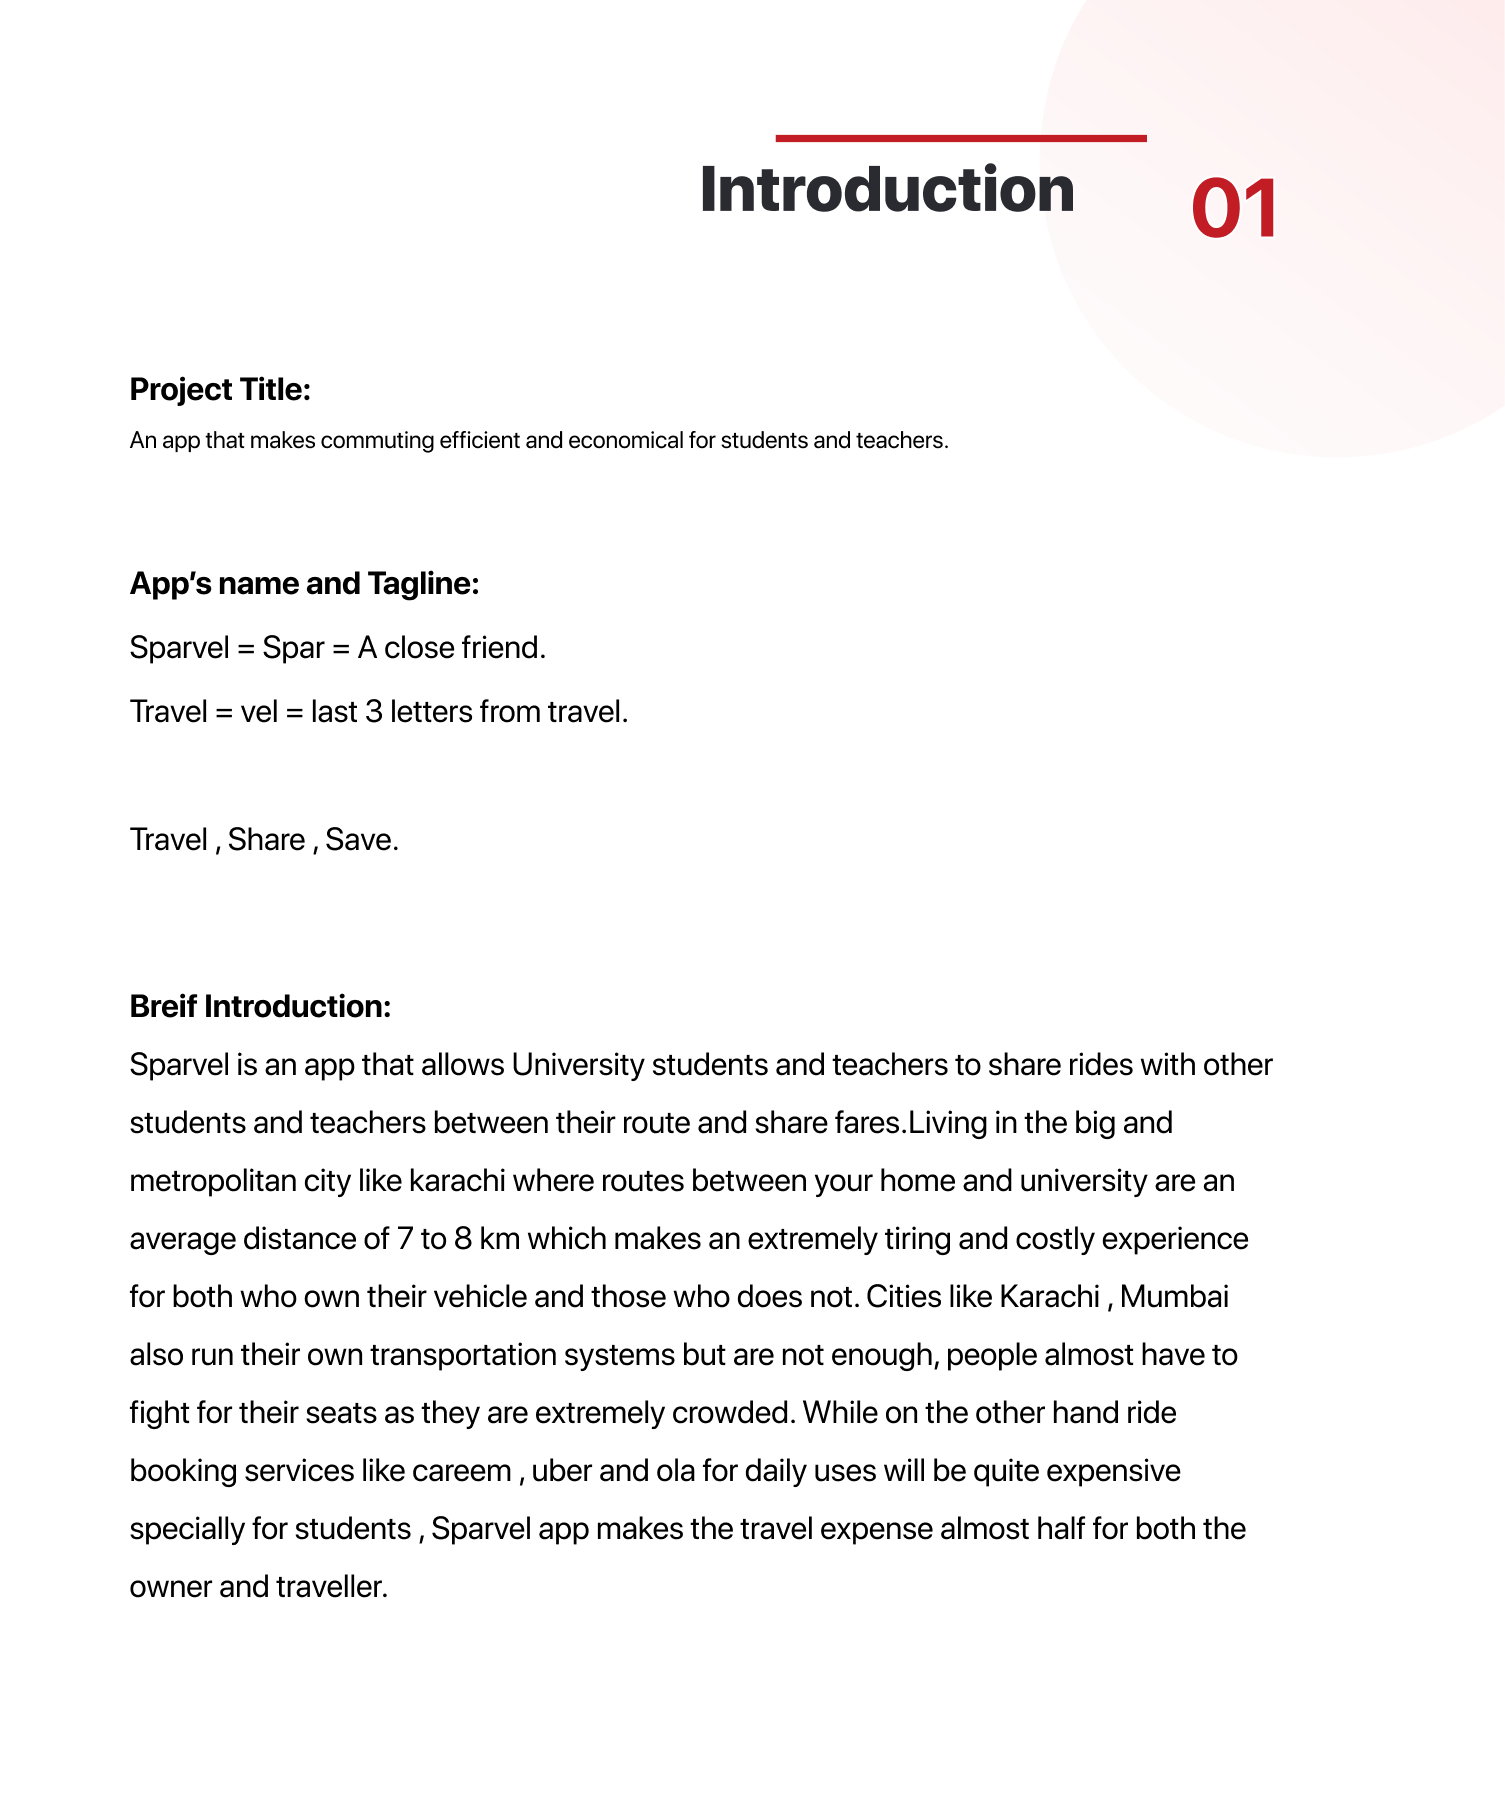 Introduction
01
Project Title:
An app that makes commuting efficient and economical for students and teachers.
App’s name and Tagline:
Sparvel = Spar = A close friend.
Travel = vel = last 3 letters from travel.
Travel , Share , Save.
Breif Introduction:
Sparvel is an app that allows University students and teachers to share rides with other
students and teachers between their route and share fares.Living in the big and
metropolitan city like karachi where routes between your home and university are an
average distance of 7 to 8 km which makes an extremely tiring and costly experience
for both who own their vehicle and those who does not. Cities like Karachi , Mumbai
also run their own transportation systems but are not enough, people almost have to
fight for their seats as they are extremely crowded. While on the other hand ride
booking services like careem , uber and ola for daily uses will be quite expensive
specially for students , Sparvel app makes the travel expense almost half for both the
owner and traveller.